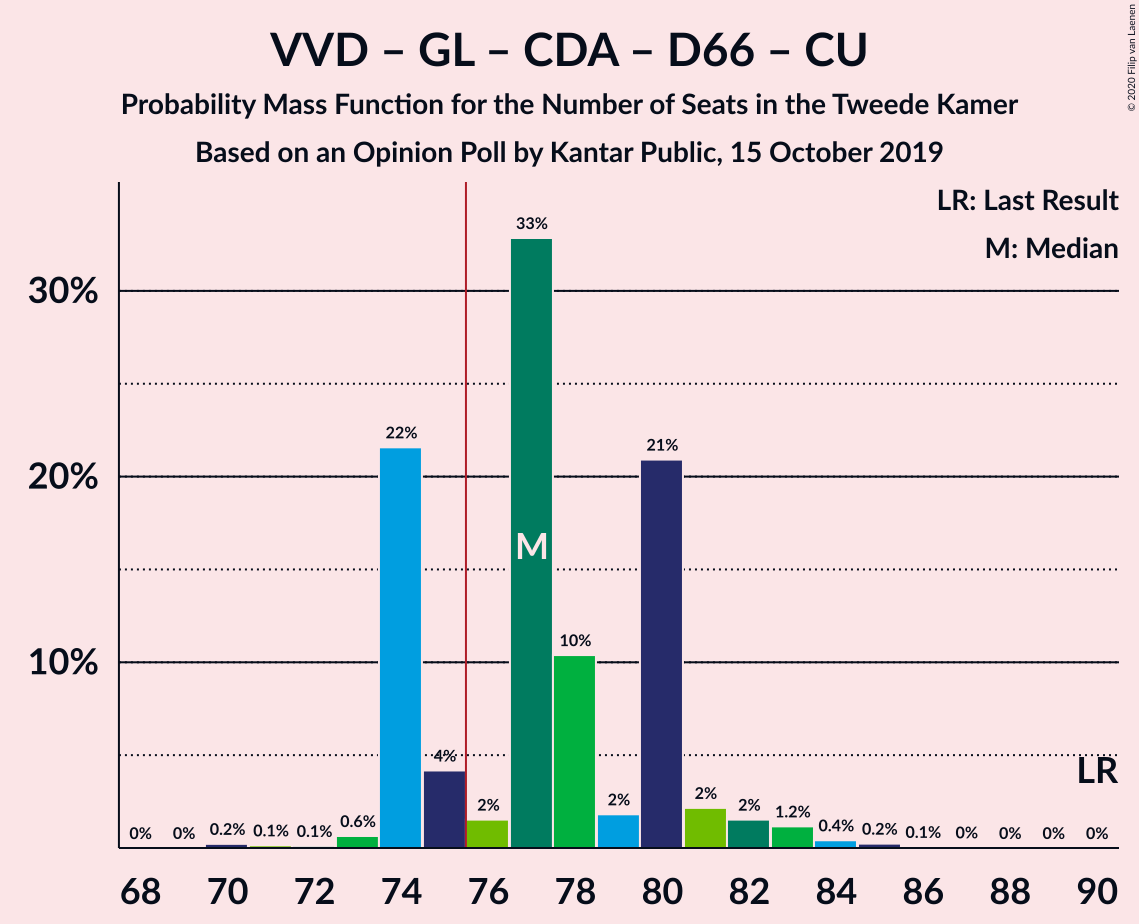 VVD – GL – CDA – D66 – CU
Probability Mass Function for the Number of Seats in the Tweede Kamer
Based on an Opinion Poll by Kantar Public, 15 October 2019
© 2020 Filip van Laenen
LR: Last Result
M: Median
30%
20%
10%
0% 0% 0.2% 0.1% 0.1% 0.6% 22% 4% 2% 33% 10% 2% 21% 2% 2% 1.2% 0.4% 0.2% 0.1% 0% 0% 0% 0%
M
LR
68 70 72 74 76 78 80 82 84 86 88 90